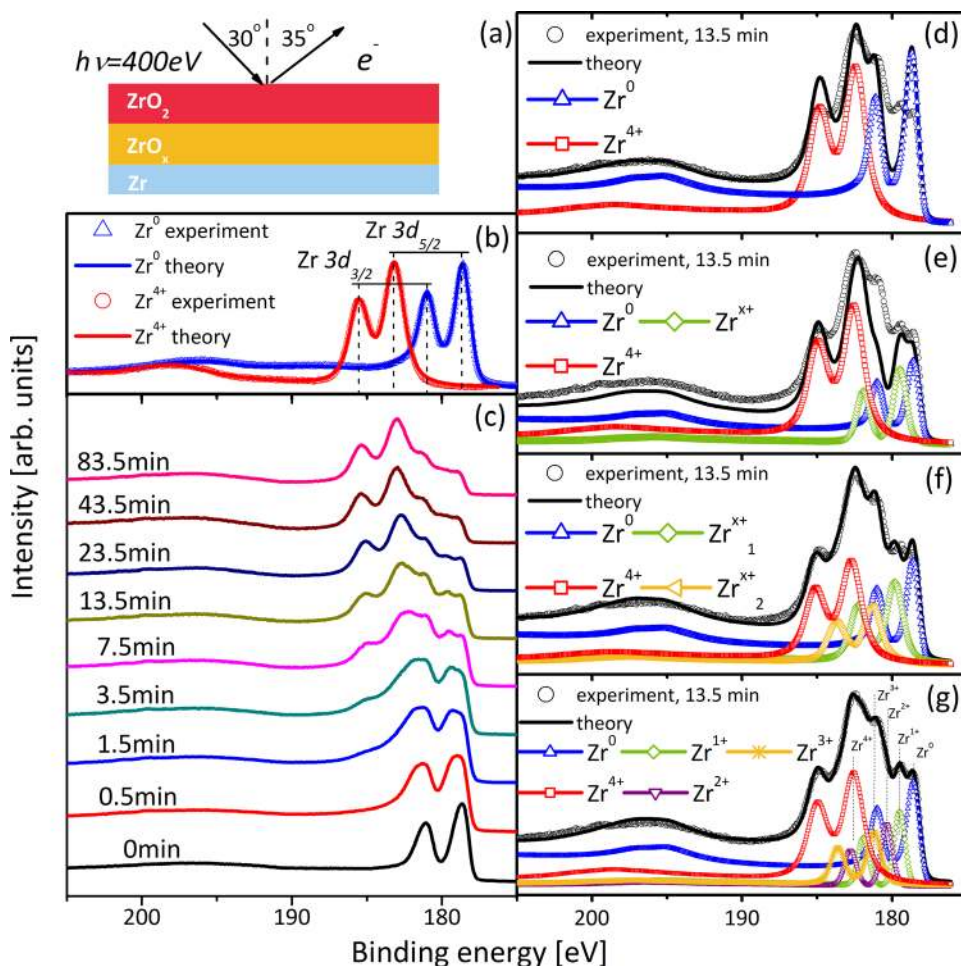 (a)
30° 35°
hν=400eV e⁻
ZrO₂
ZrOₓ
Zr
(b)
Zr⁰ experiment
Zr⁰ theory
Zr⁴⁺ experiment
Zr⁴⁺ theory
Zr 3d 5/2
Zr 3d 3/2
(c)
83.5min
43.5min
23.5min
13.5min
7.5min
3.5min
1.5min
0.5min
0min
200 190 180
Intensity [arb. units]
(d)
experiment, 13.5 min
theory
Zr⁰
Zr⁴⁺
(e)
experiment, 13.5 min
theory
Zr⁰ Zrˣ⁺
Zr⁴⁺
(f)
experiment, 13.5 min
theory
Zr⁰ Zrˣ⁺₁
Zr⁴⁺ Zrˣ⁺₂
(g)
experiment, 13.5 min
theory
Zr⁰ Zr¹⁺ Zr³⁺
Zr⁴⁺ Zr²⁺
Zr³⁺
Zr²⁺
Zr⁴⁺ Zr¹⁺
Zr⁰
200 190 180
Binding energy [eV]